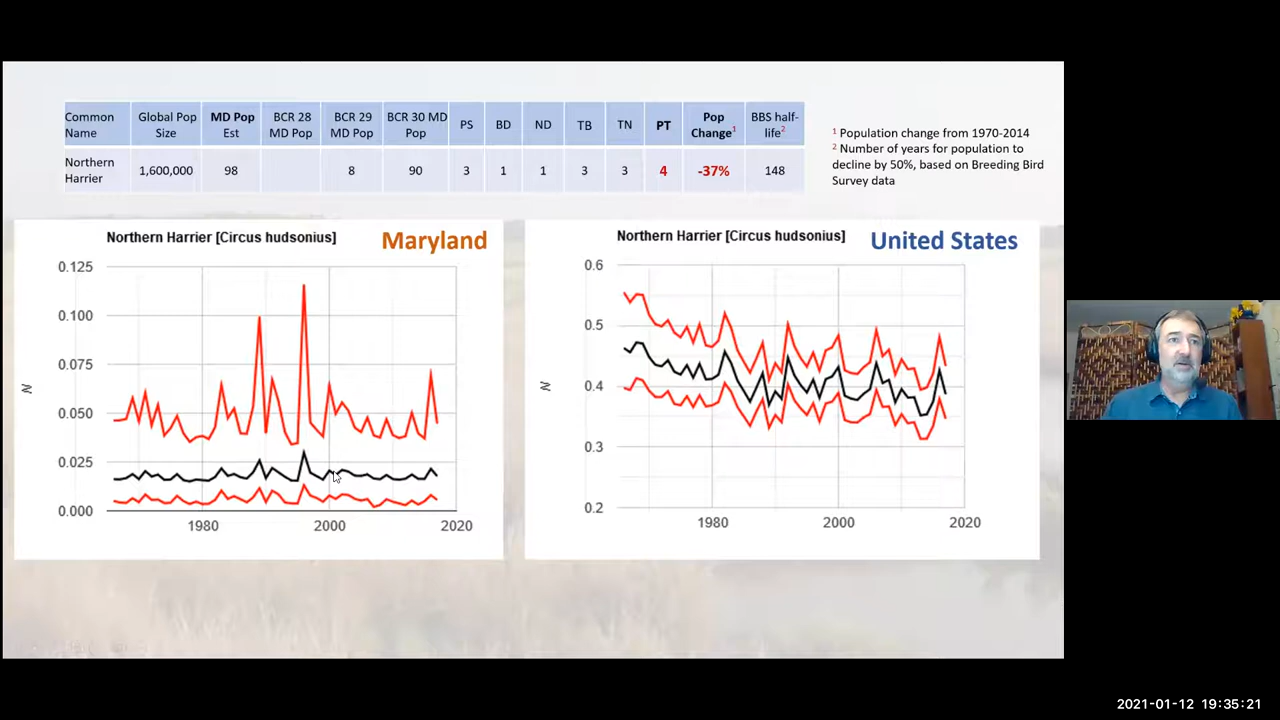 Common Name
Global Pop Size
MD Pop Est
BCR 28 MD Pop
BCR 29 MD Pop
BCR 30 MD Pop
PS
BD
ND
TB
TN
PT
Pop Change1
BBS half-life2
Northern Harrier
1,600,000
98
8
90
3
1
1
3
3
4
-37%
148
1 Population change from 1970-2014
2 Number of years for population to
decline by 50%, based on Breeding Bird
Survey data
Northern Harrier [Circus hudsonius]
Maryland
0.125
0.100
0.075
0.050
0.025
0.000
N
1980
2000
2020
Northern Harrier [Circus hudsonius]
United States
0.6
0.5
0.4
0.3
0.2
N
1980
2000
2020
2021-01-12 19:35:21